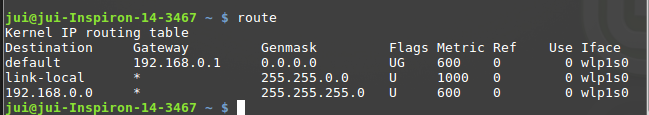 jui@jui-Inspiron-14-3467 ~ $ route
Kernel IP routing table
Destination     Gateway         Genmask         Flags Metric Ref    Use Iface
default         192.168.0.1     0.0.0.0         UG    600    0        0 wlp1s0
link-local      *               255.255.0.0     U     1000   0        0 wlp1s0
192.168.0.0     *               255.255.255.0   U     600    0        0 wlp1s0
jui@jui-Inspiron-14-3467 ~ $